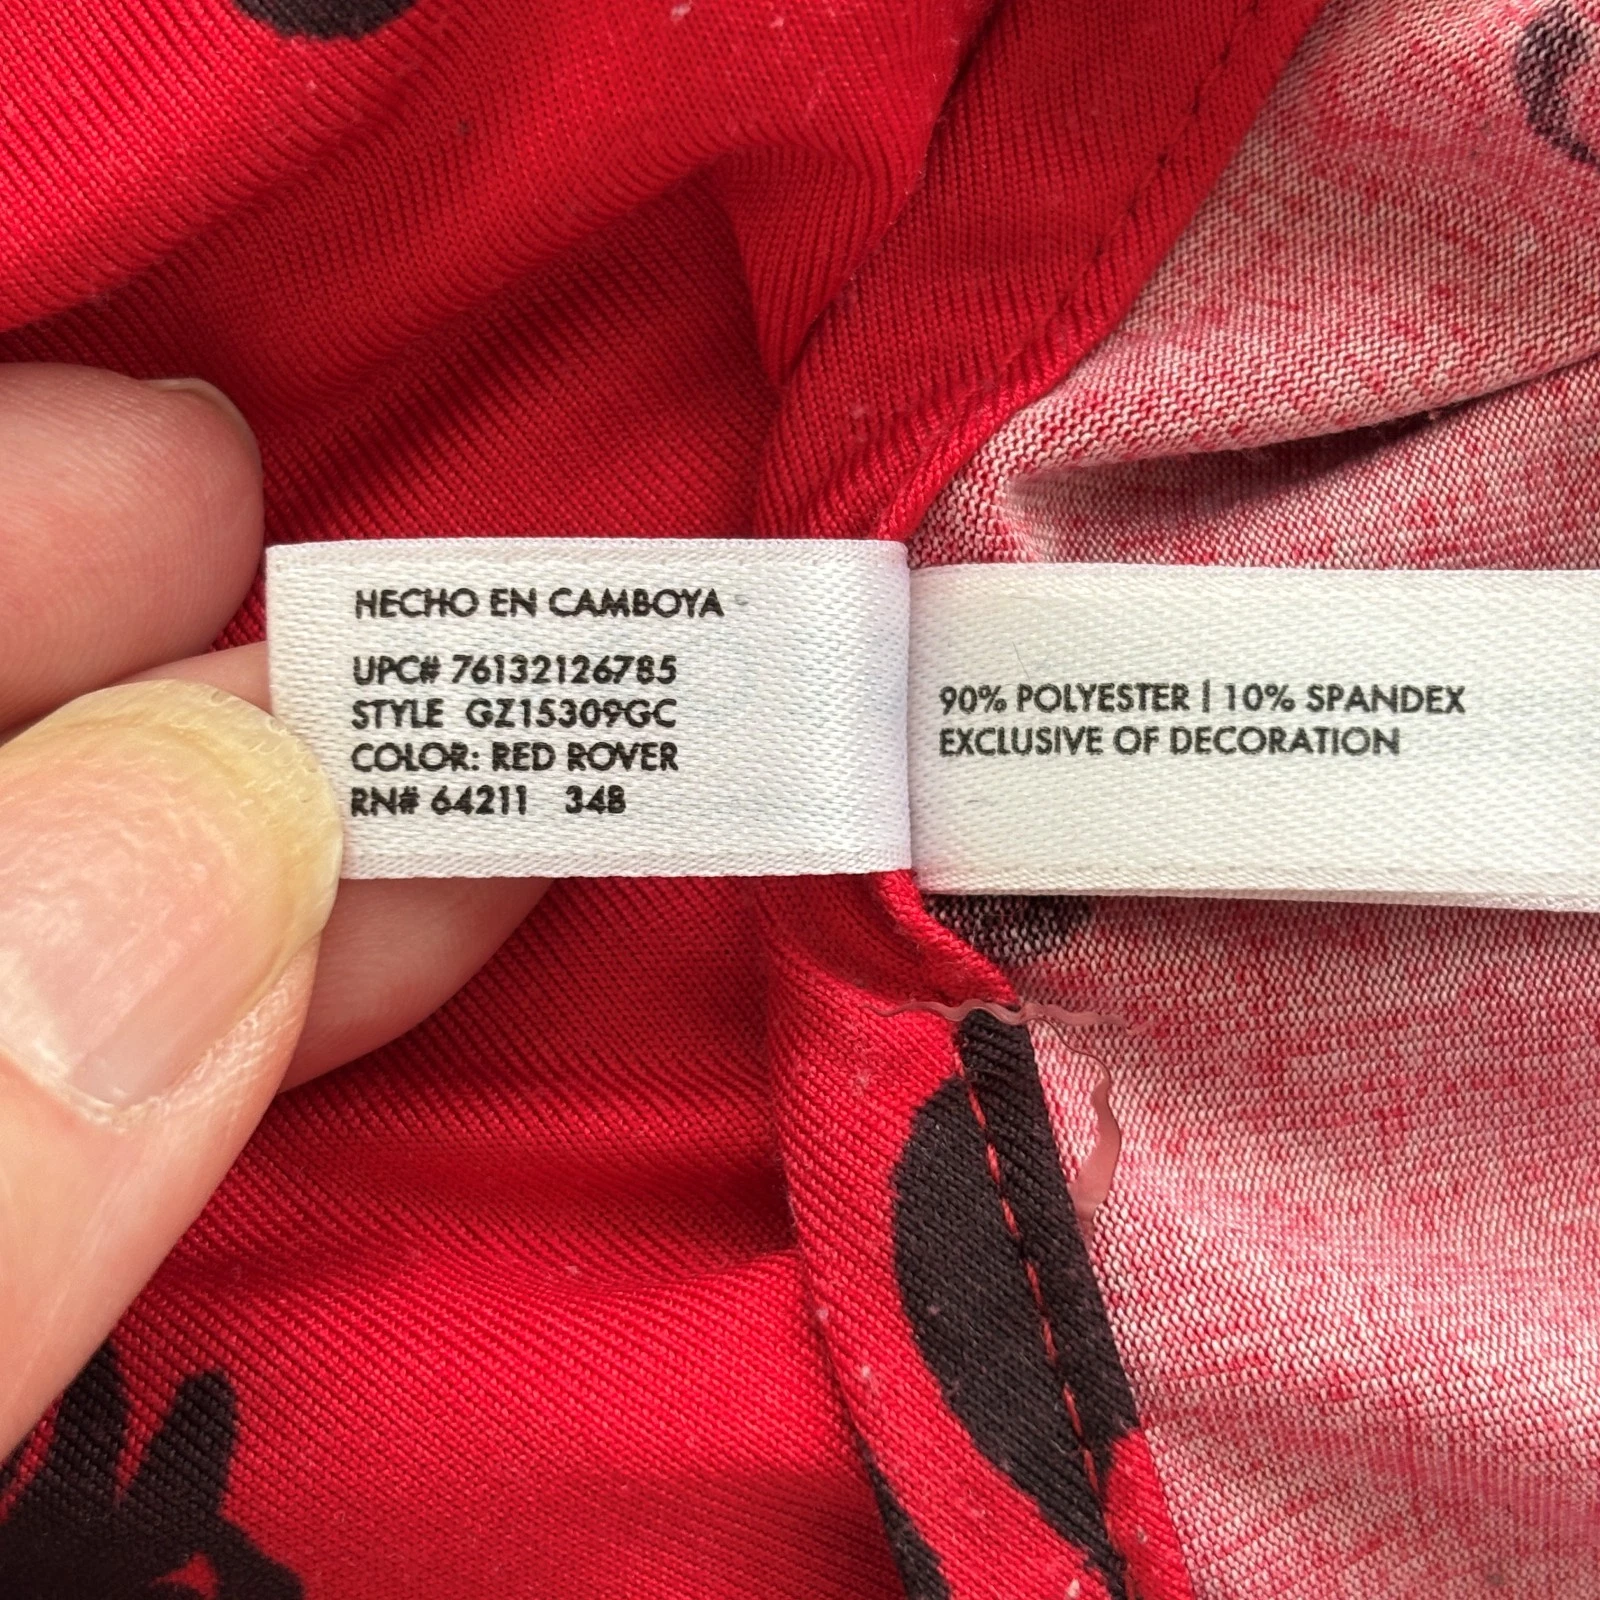 HECHO EN CAMBOYA
UPC# 76132126785
STYLE GZ15309GC
COLOR: RED ROVER
RN# 64211 34B
90% POLYESTER | 10% SPANDEX
EXCLUSIVE OF DECORATION